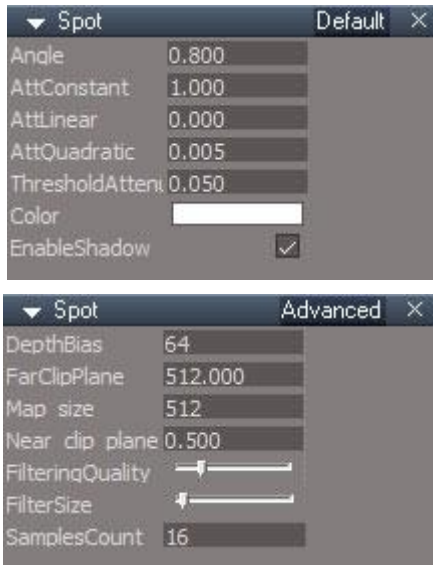 Spot Default
Angle 0.800
AttConstant 1.000
AttLinear 0.000
AttQuadratic 0.005
ThresholdAttenu 0.050
Color
EnableShadow
Spot Advanced
DepthBias 64
FarClipPlane 512.000
Map size 512
Near clip plane 0.500
FilteringQuality
FilterSize
SamplesCount 16